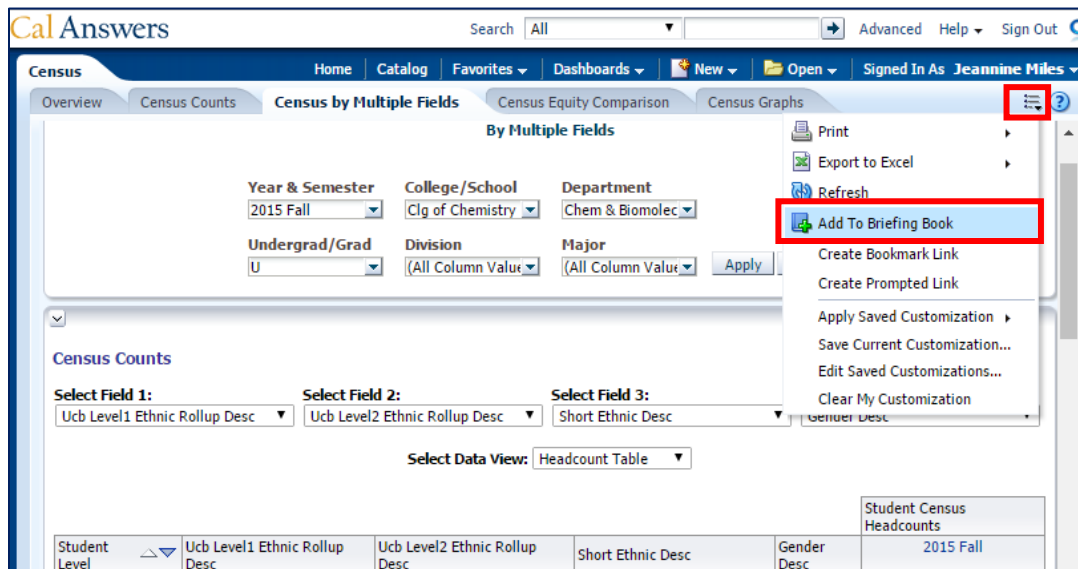 Cal Answers
Search All Advanced Help Sign Out
Census Home Catalog Favorites Dashboards New Open Signed In As Jeannine Miles
Overview Census Counts Census by Multiple Fields Census Equity Comparison Census Graphs
By Multiple Fields
Print
Export to Excel
Refresh
Add To Briefing Book
Create Bookmark Link
Create Prompted Link
Apply Saved Customization
Save Current Customization...
Edit Saved Customizations...
Clear My Customization
Year & Semester College/School Department
2015 Fall Clg of Chemistry Chem & Biomolec
Undergrad/Grad Division Major
U (All Column Value (All Column Value Apply
Census Counts
Select Field 1: Select Field 2: Select Field 3:
Ucb Level1 Ethnic Rollup Desc Ucb Level2 Ethnic Rollup Desc Short Ethnic Desc Gender Desc
Select Data View: Headcount Table
Student Census
Headcounts
Student Ucb Level1 Ethnic Rollup Ucb Level2 Ethnic Rollup Short Ethnic Desc Gender 2015 Fall
Level Desc Desc Desc